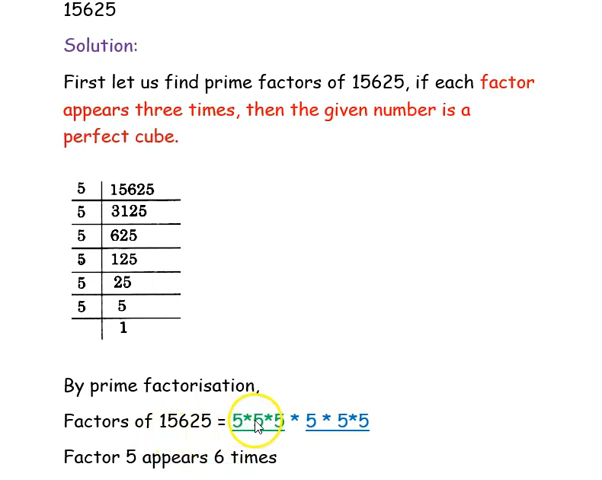 15625
Solution:
First let us find prime factors of 15625, if each factor
appears three times, then the given number is a
perfect cube.
5 15625
5 3125
5 625
5 125
5 25
5 5
1
By prime factorisation,
Factors of 15625 = 5*5*5 * 5 * 5*5
Factor 5 appears 6 times